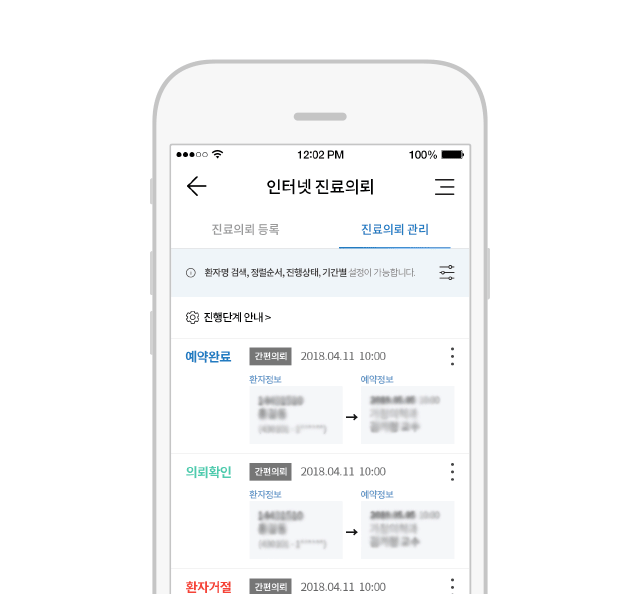 12:02 PM 100%
인터넷 진료의뢰
진료의뢰 등록 진료의뢰 관리
환자명 검색, 정렬순서, 진행상태, 기간별 설정이 가능합니다.
진행단계 안내 >
예약완료 간편의뢰 2018.04.11 10:00
환자정보 예약정보
의뢰확인 간편의뢰 2018.04.11 10:00
환자정보 예약정보
환자거절 간편의뢰 2018.04.11 10:00